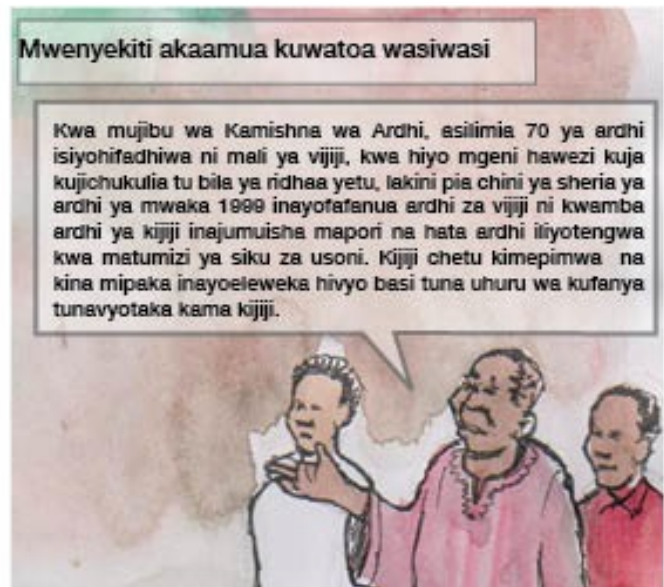 Mwenyekiti akaamua kuwatoa wasiwasi
Kwa mujibu wa Kamishna wa Ardhi, asilimia 70 ya ardhi
isiyohifadhiwa ni mali ya vijiji, kwa hiyo mgeni hawezi kuja
kujichukulia tu bila ya ridhaa yetu, lakini pia chini ya sheria ya
ardhi ya mwaka 1999 inayofafanua ardhi za vijiji ni kwamba
ardhi ya kijiji inajumuisha mapori na hata ardhi iliyotengwa
kwa matumizi ya siku za usoni. Kijiji chetu kimepimwa na
kina mipaka inayoeleweka hivyo basi tuna uhuru wa kufanya
tunavyotaka kama kijiji.